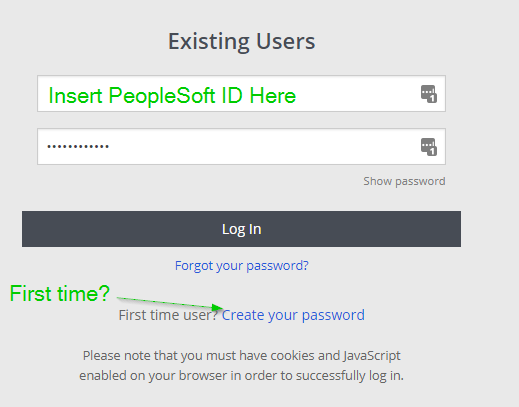 Existing Users
Insert PeopleSoft ID Here
••••••••••••
Show password
Log In
Forgot your password?
First time?
First time user? Create your password
Please note that you must have cookies and JavaScript
enabled on your browser in order to successfully log in.